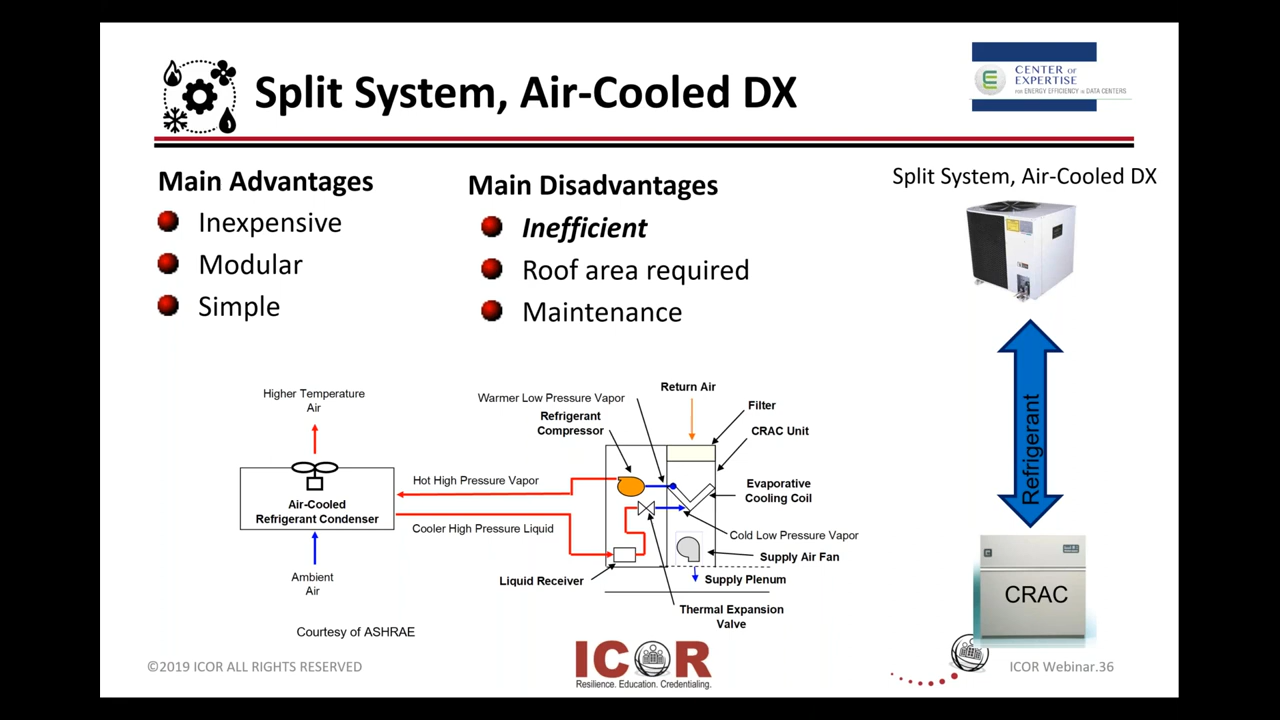 Split System, Air-Cooled DX
CENTER OF
EXPERTISE
FOR ENERGY EFFICIENCY IN DATA CENTERS
Main Advantages
Inexpensive
Modular
Simple
Main Disadvantages
Inefficient
Roof area required
Maintenance
Split System, Air-Cooled DX
Refrigerant
CRAC
Higher Temperature
Air
Air-Cooled
Refrigerant Condenser
Ambient
Air
Hot High Pressure Vapor
Cooler High Pressure Liquid
Warmer Low Pressure Vapor
Refrigerant
Compressor
Return Air
Filter
CRAC Unit
Evaporative
Cooling Coil
Cold Low Pressure Vapor
Supply Air Fan
Liquid Receiver
Supply Plenum
Thermal Expansion
Valve
Courtesy of ASHRAE
©2019 ICOR ALL RIGHTS RESERVED
ICOR
Resilience. Education. Credentialing.
ICOR Webinar.36